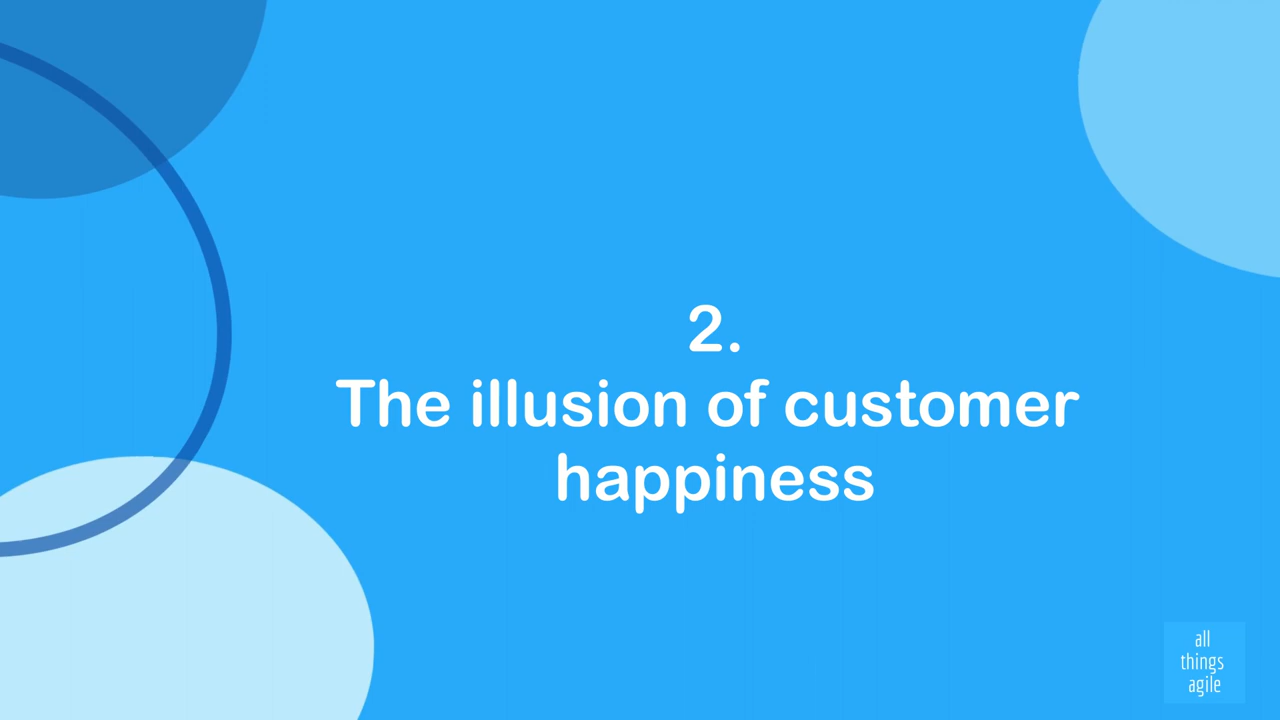 2.
The illusion of customer
happiness
all
things
agile